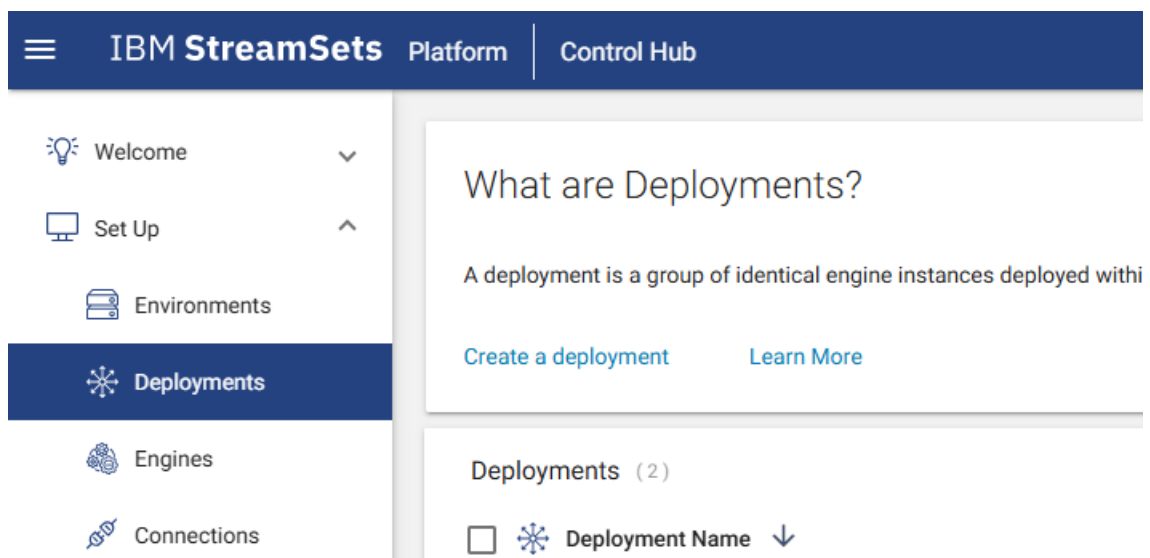 IBM StreamSets Platform Control Hub
Welcome
Set Up
Environments
Deployments
Engines
Connections
What are Deployments?
A deployment is a group of identical engine instances deployed withi
Create a deployment Learn More
Deployments (2)
Deployment Name